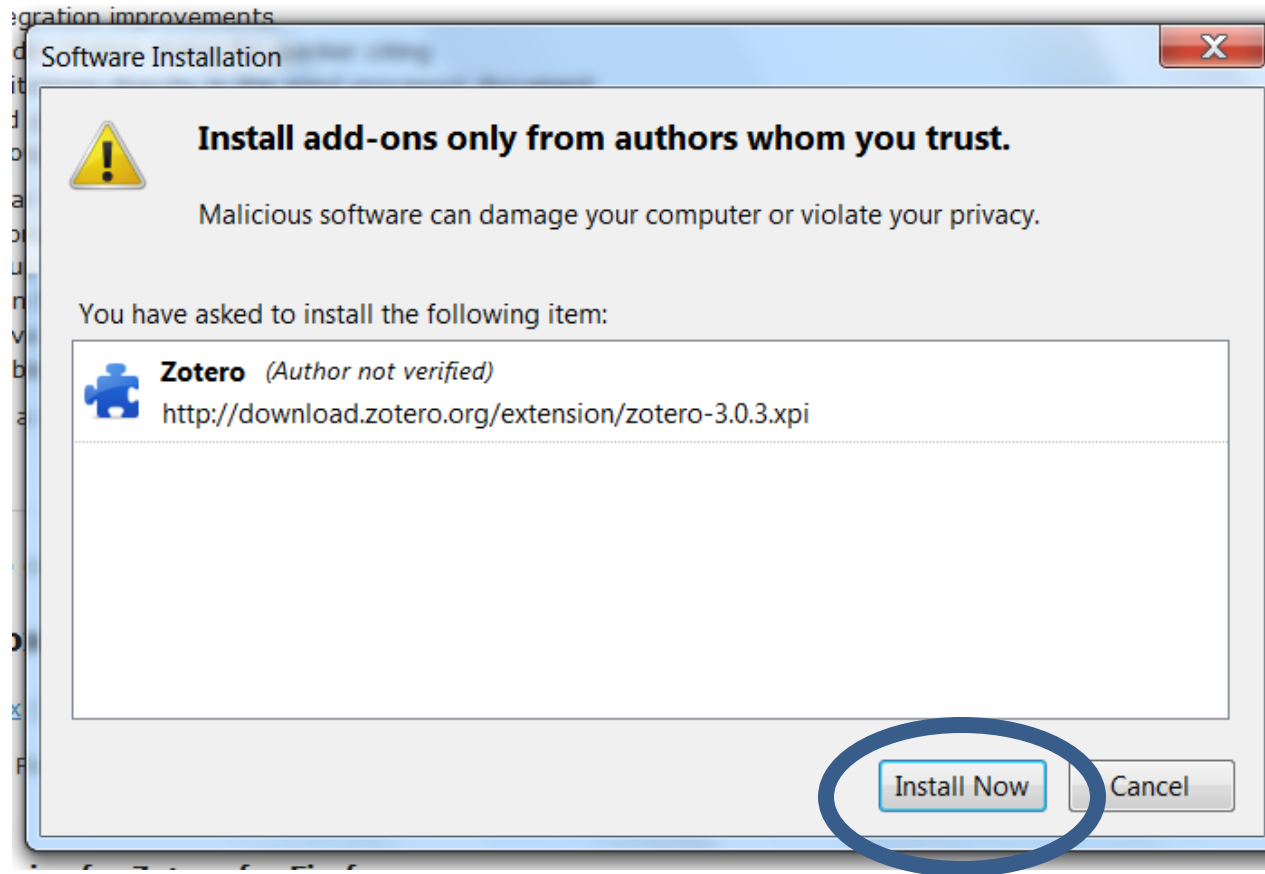 egration improvements
Software Installation
Install add-ons only from authors whom you trust.
Malicious software can damage your computer or violate your privacy.
You have asked to install the following item:
Zotero (Author not verified)
http://download.zotero.org/extension/zotero-3.0.3.xpi
Install Now Cancel